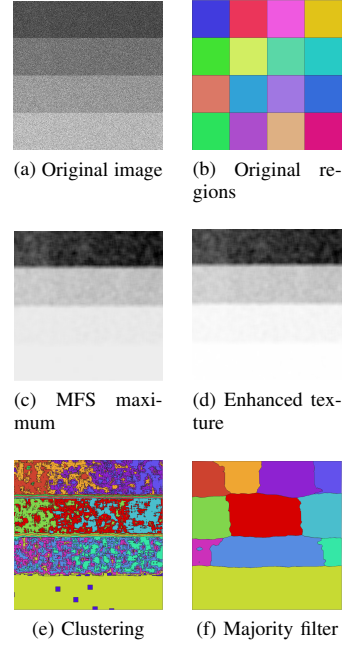 (a) Original image
(b) Original re-
gions
(c) MFS maxi-
mum
(d) Enhanced tex-
ture
(e) Clustering
(f) Majority filter